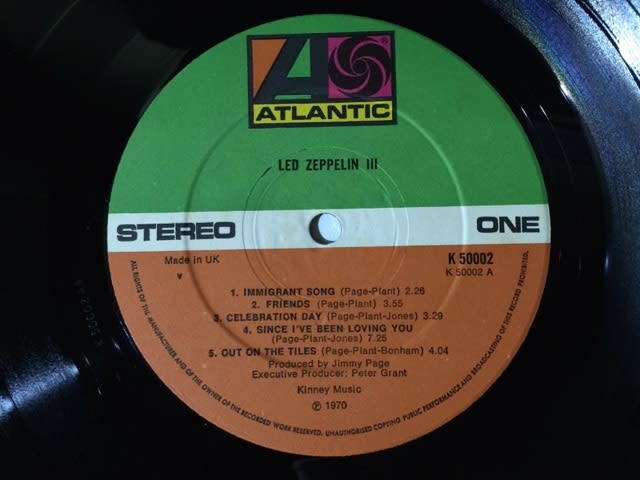 ATLANTIC
LED ZEPPELIN III
STEREO
ONE
Made in UK
K 50002
v
K 50002 A
1. IMMIGRANT SONG (Page-Plant) 2.26
2. FRIENDS (Page-Plant) 3.55
3. CELEBRATION DAY (Page-Plant-Jones) 3.29
4. SINCE I'VE BEEN LOVING YOU
(Page-Plant-Jones) 7.25
5. OUT ON THE TILES (Page-Plant-Bonham) 4.04
Produced by Jimmy Page
Executive Producer: Peter Grant
Kinney Music
℗ 1970
ALL RIGHTS OF THE MANUFACTURER AND OF THE OWNER OF THE RECORDED WORK RESERVED. UNAUTHORISED COPYING PUBLIC PERFORMANCE AND BROADCASTING OF THIS RECORD PROHIBITED.